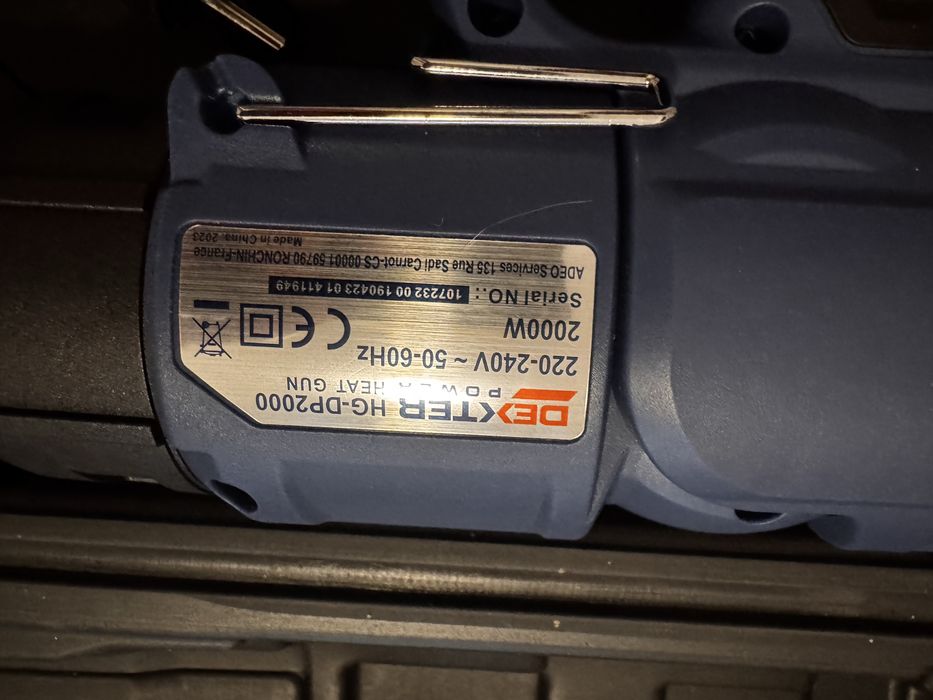 DEXTER HG-DP2000
POWER HEAT GUN
220-240V ~ 50-60Hz
2000W
CE
Serial NO.: 107232 00 190423 01 411949
ADEO Services 135 Rue Sadi Carnot-CS 00001 59790 RONCHIN-France
Made in China, 2023